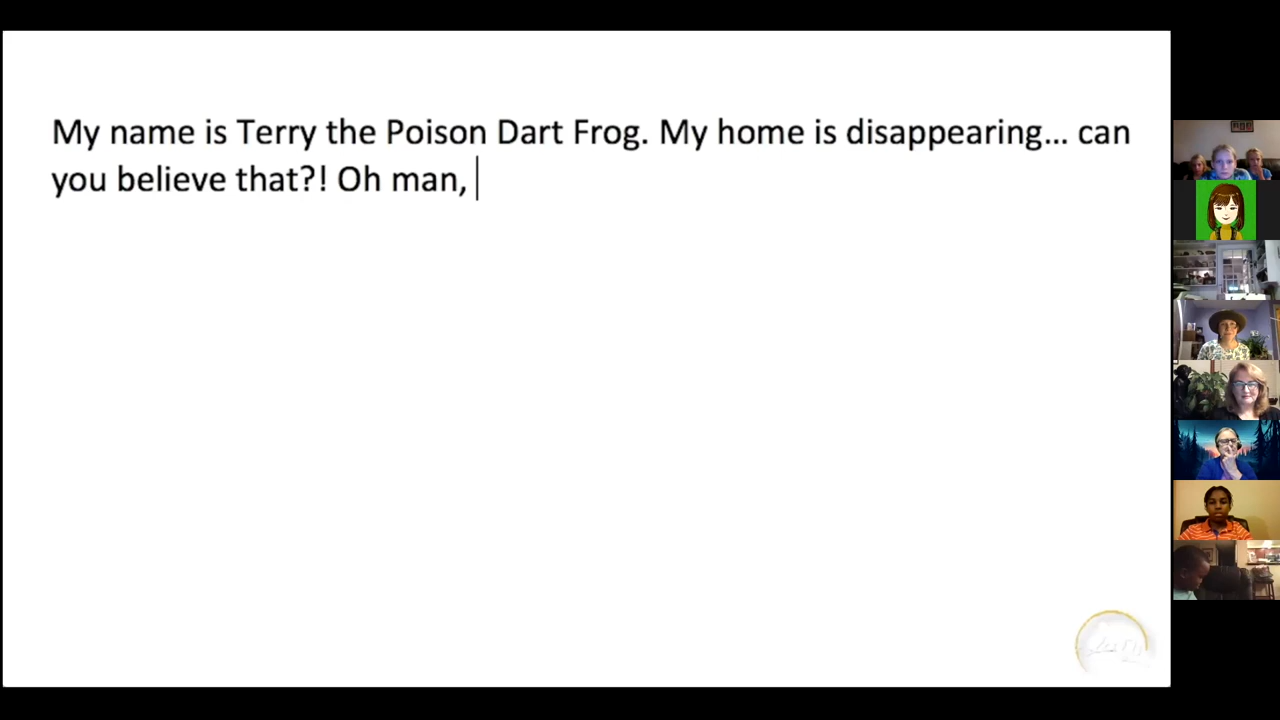 My name is Terry the Poison Dart Frog. My home is disappearing... can
you believe that?! Oh man,